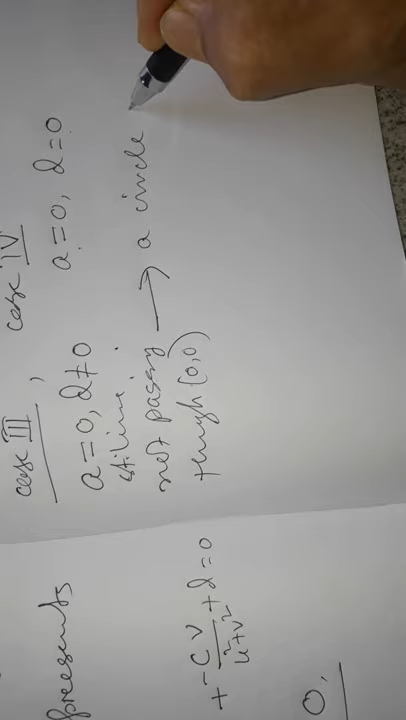 case III,
a=0, d≠0
st. line.
not passing → a circle
through (0,0)
case IV
a=0, d=0
+ -cv/u²+v² + d = 0
0,